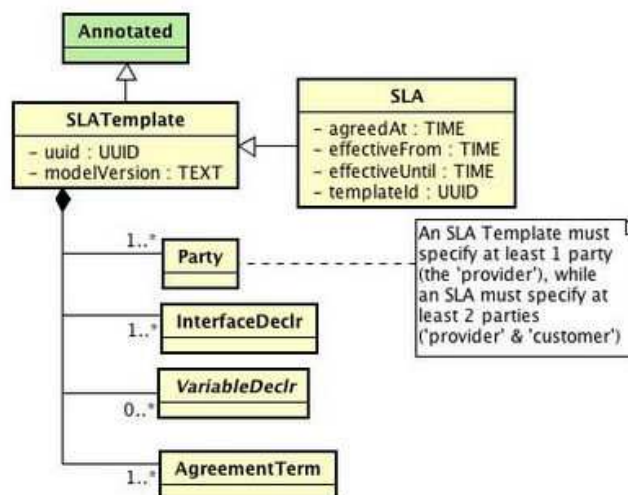 Annotated
SLATemplate
- uuid : UUID
- modelVersion : TEXT
SLA
- agreedAt : TIME
- effectiveFrom : TIME
- effectiveUntil : TIME
- templateId : UUID
1..*
Party
An SLA Template must
specify at least 1 party
(the 'provider'), while
an SLA must specify at
least 2 parties
('provider' & 'customer')
InterfaceDeclr
1..*
VariableDeclr
0..*
AgreementTerm
1..*